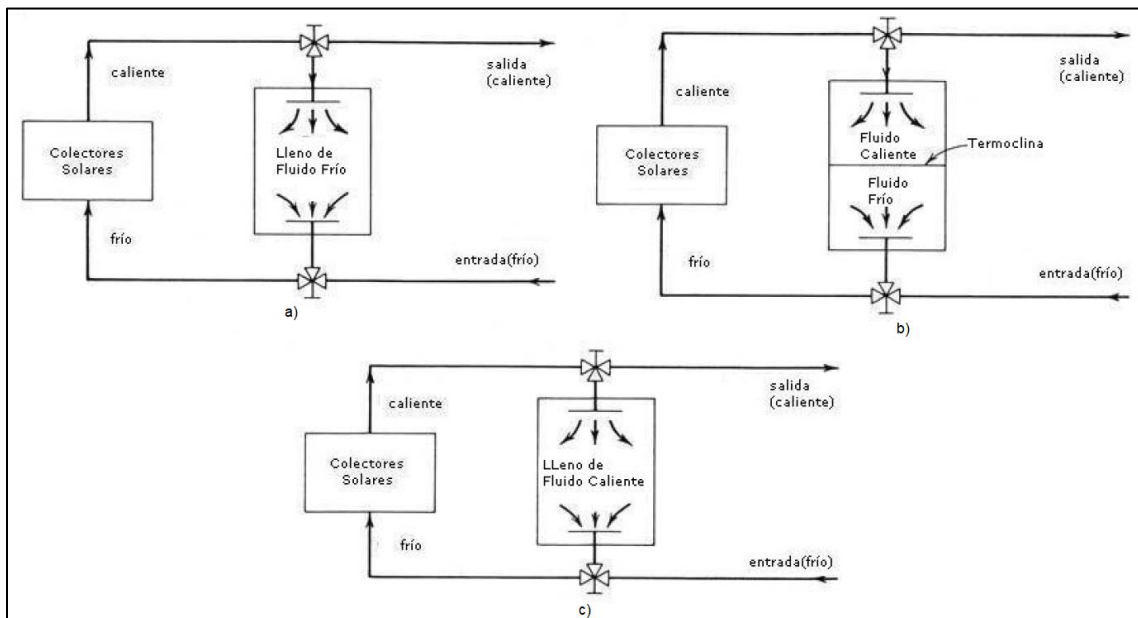 caliente
salida
(caliente)
Colectores
Solares
Lleno de
Fluido Frío
frío
entrada(frío)
a)
caliente
salida
(caliente)
Colectores
Solares
Fluido
Caliente
Termoclina
Fluido
Frío
frío
entrada(frío)
b)
caliente
salida
(caliente)
Colectores
Solares
LLeno de
Fluido Caliente
frío
entrada(frío)
c)